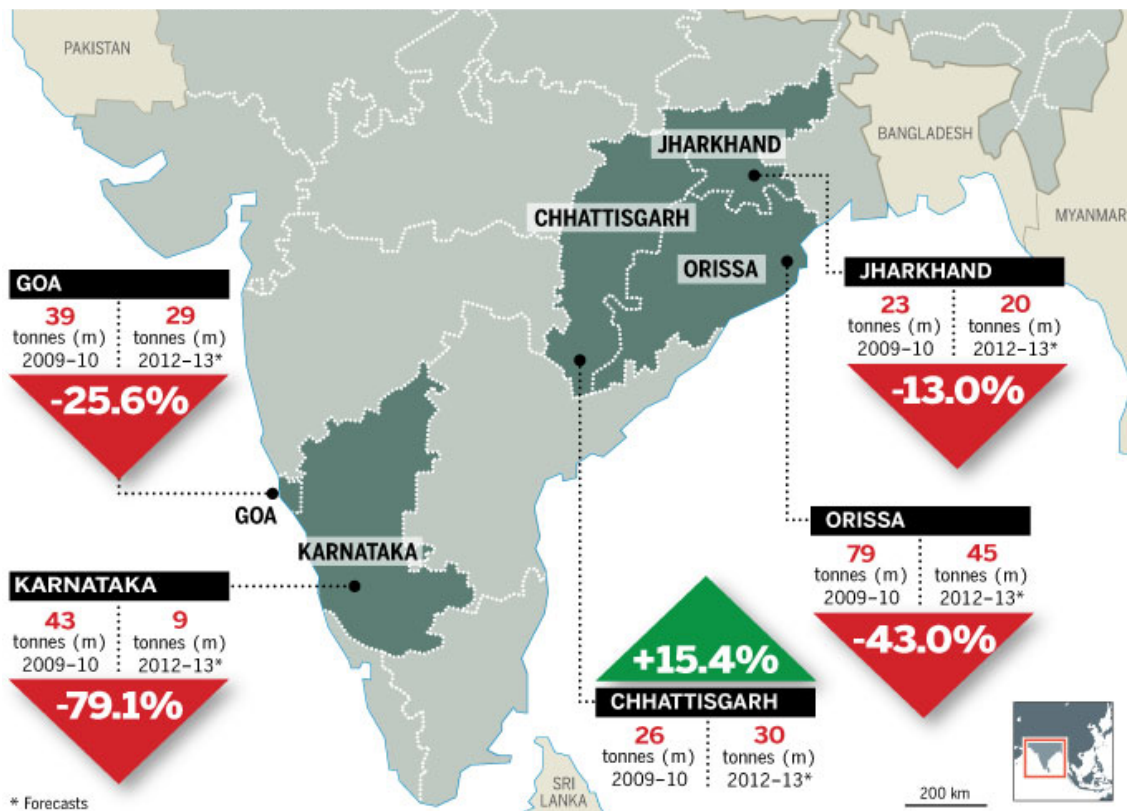 PAKISTAN
BANGLADESH
MYANMAR
JHARKHAND
CHHATTISGARH
ORISSA
GOA
39
tonnes (m)
2009–10
29
tonnes (m)
2012–13*
-25.6%
JHARKHAND
23
tonnes (m)
2009–10
20
tonnes (m)
2012–13*
-13.0%
GOA
KARNATAKA
KARNATAKA
43
tonnes (m)
2009–10
9
tonnes (m)
2012–13*
-79.1%
ORISSA
79
tonnes (m)
2009–10
45
tonnes (m)
2012–13*
-43.0%
+15.4%
CHHATTISGARH
26
tonnes (m)
2009–10
30
tonnes (m)
2012–13*
SRI
LANKA
200 km
* Forecasts